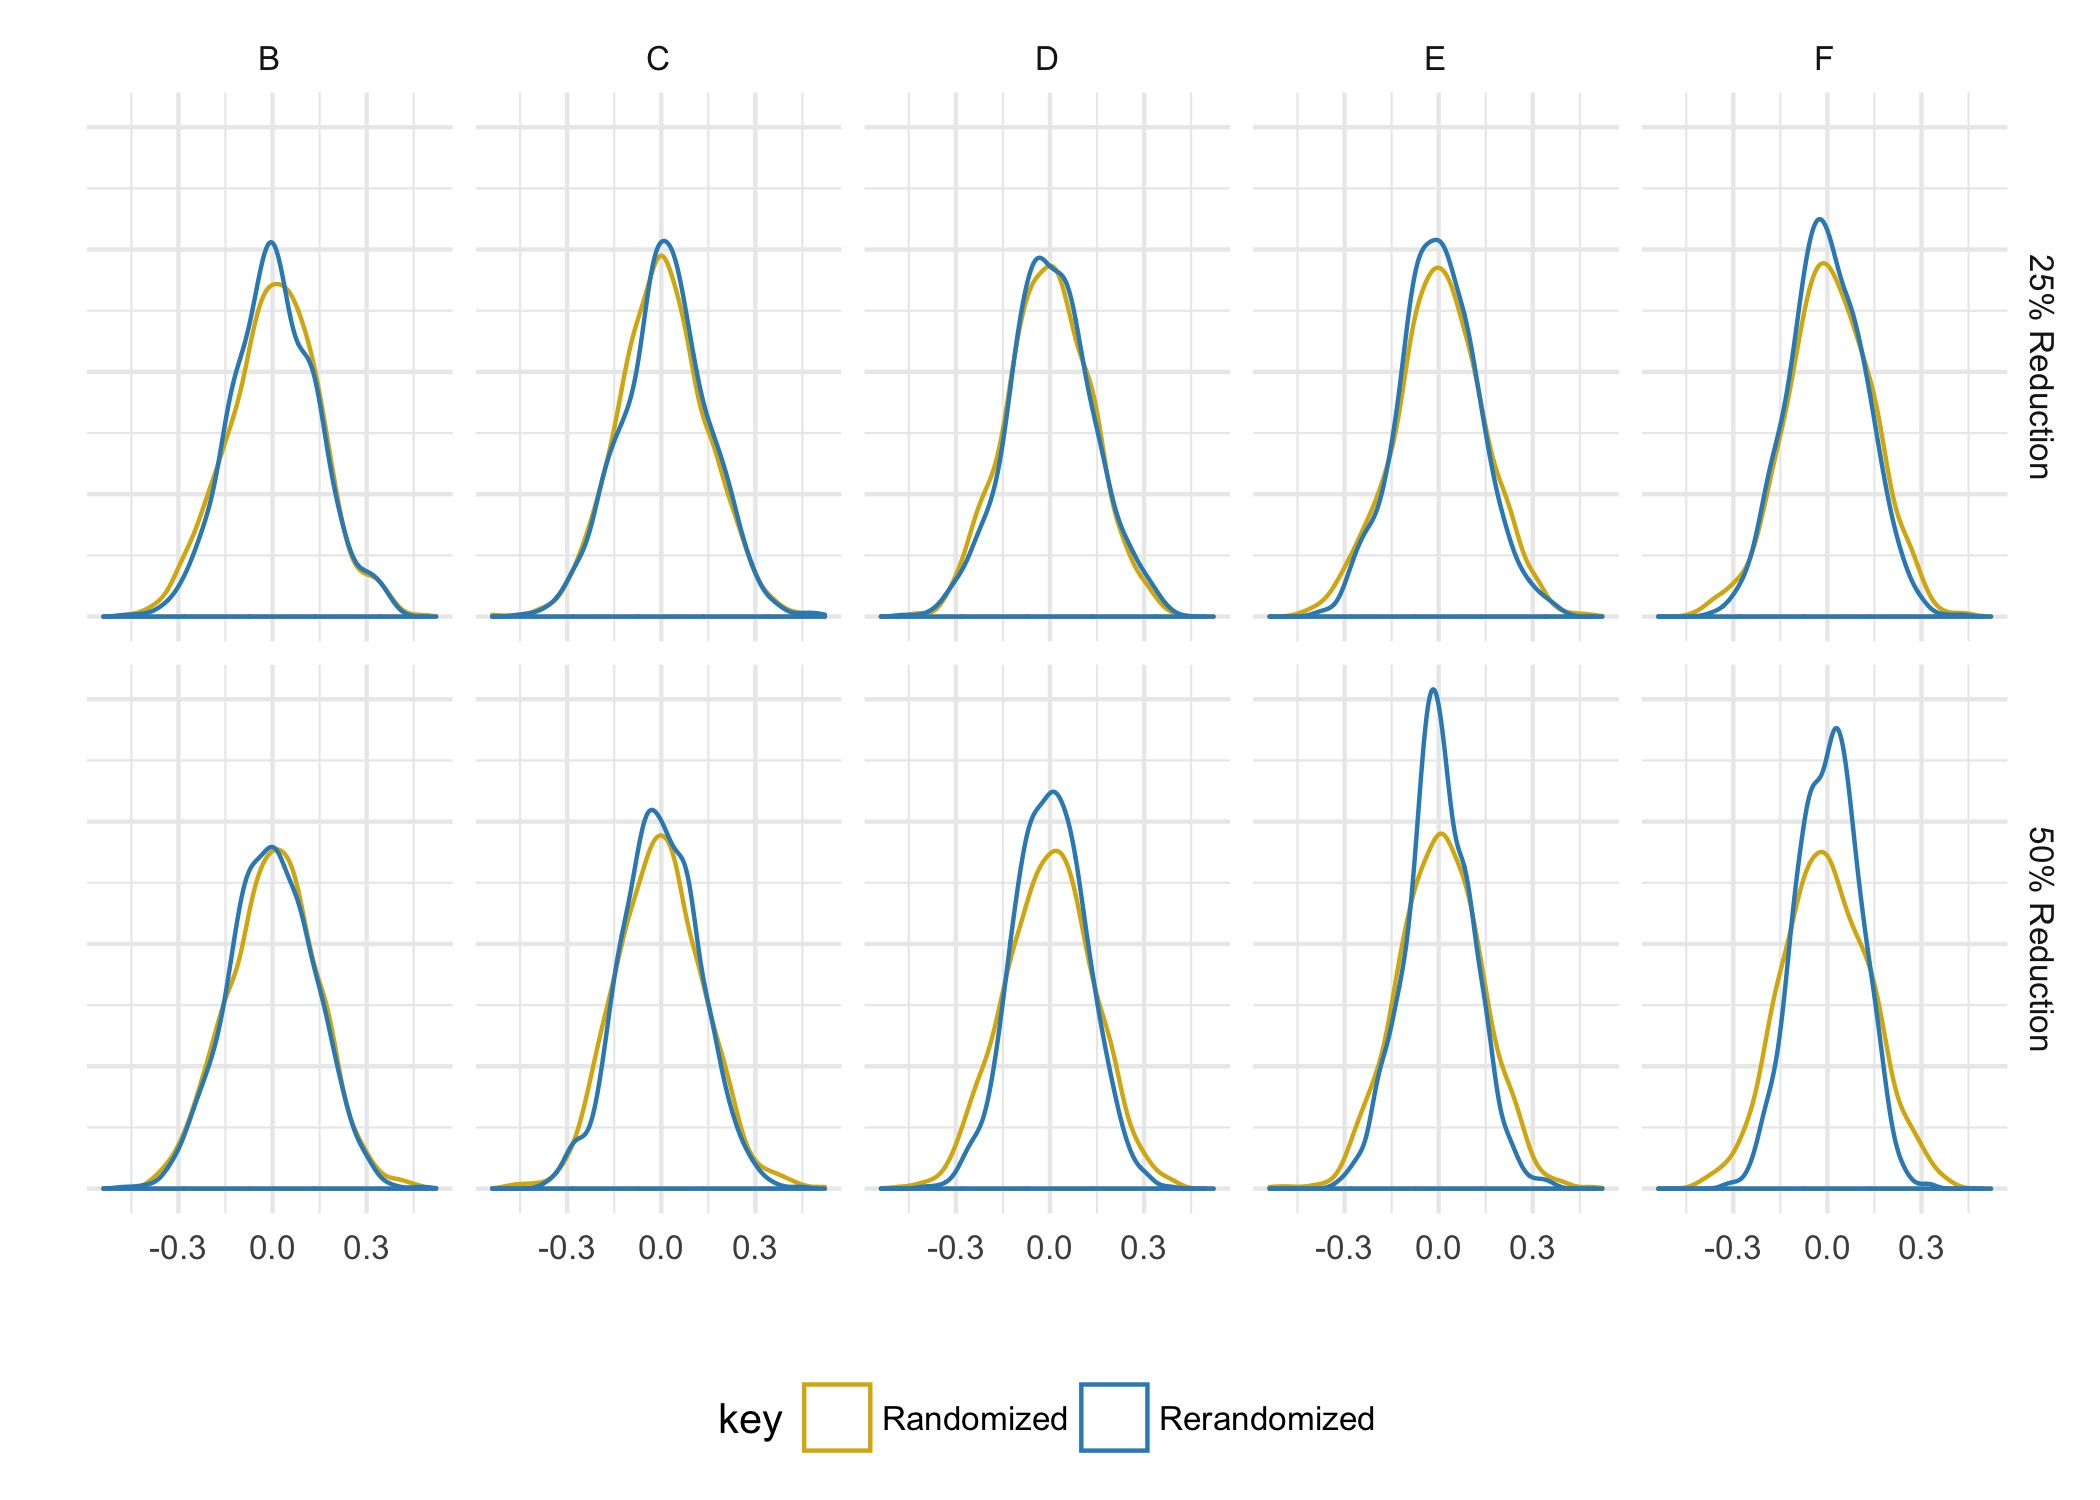 B C D E F
25% Reduction
50% Reduction
-0.3 0.0 0.3 -0.3 0.0 0.3 -0.3 0.0 0.3 -0.3 0.0 0.3 -0.3 0.0 0.3
key Randomized Rerandomized